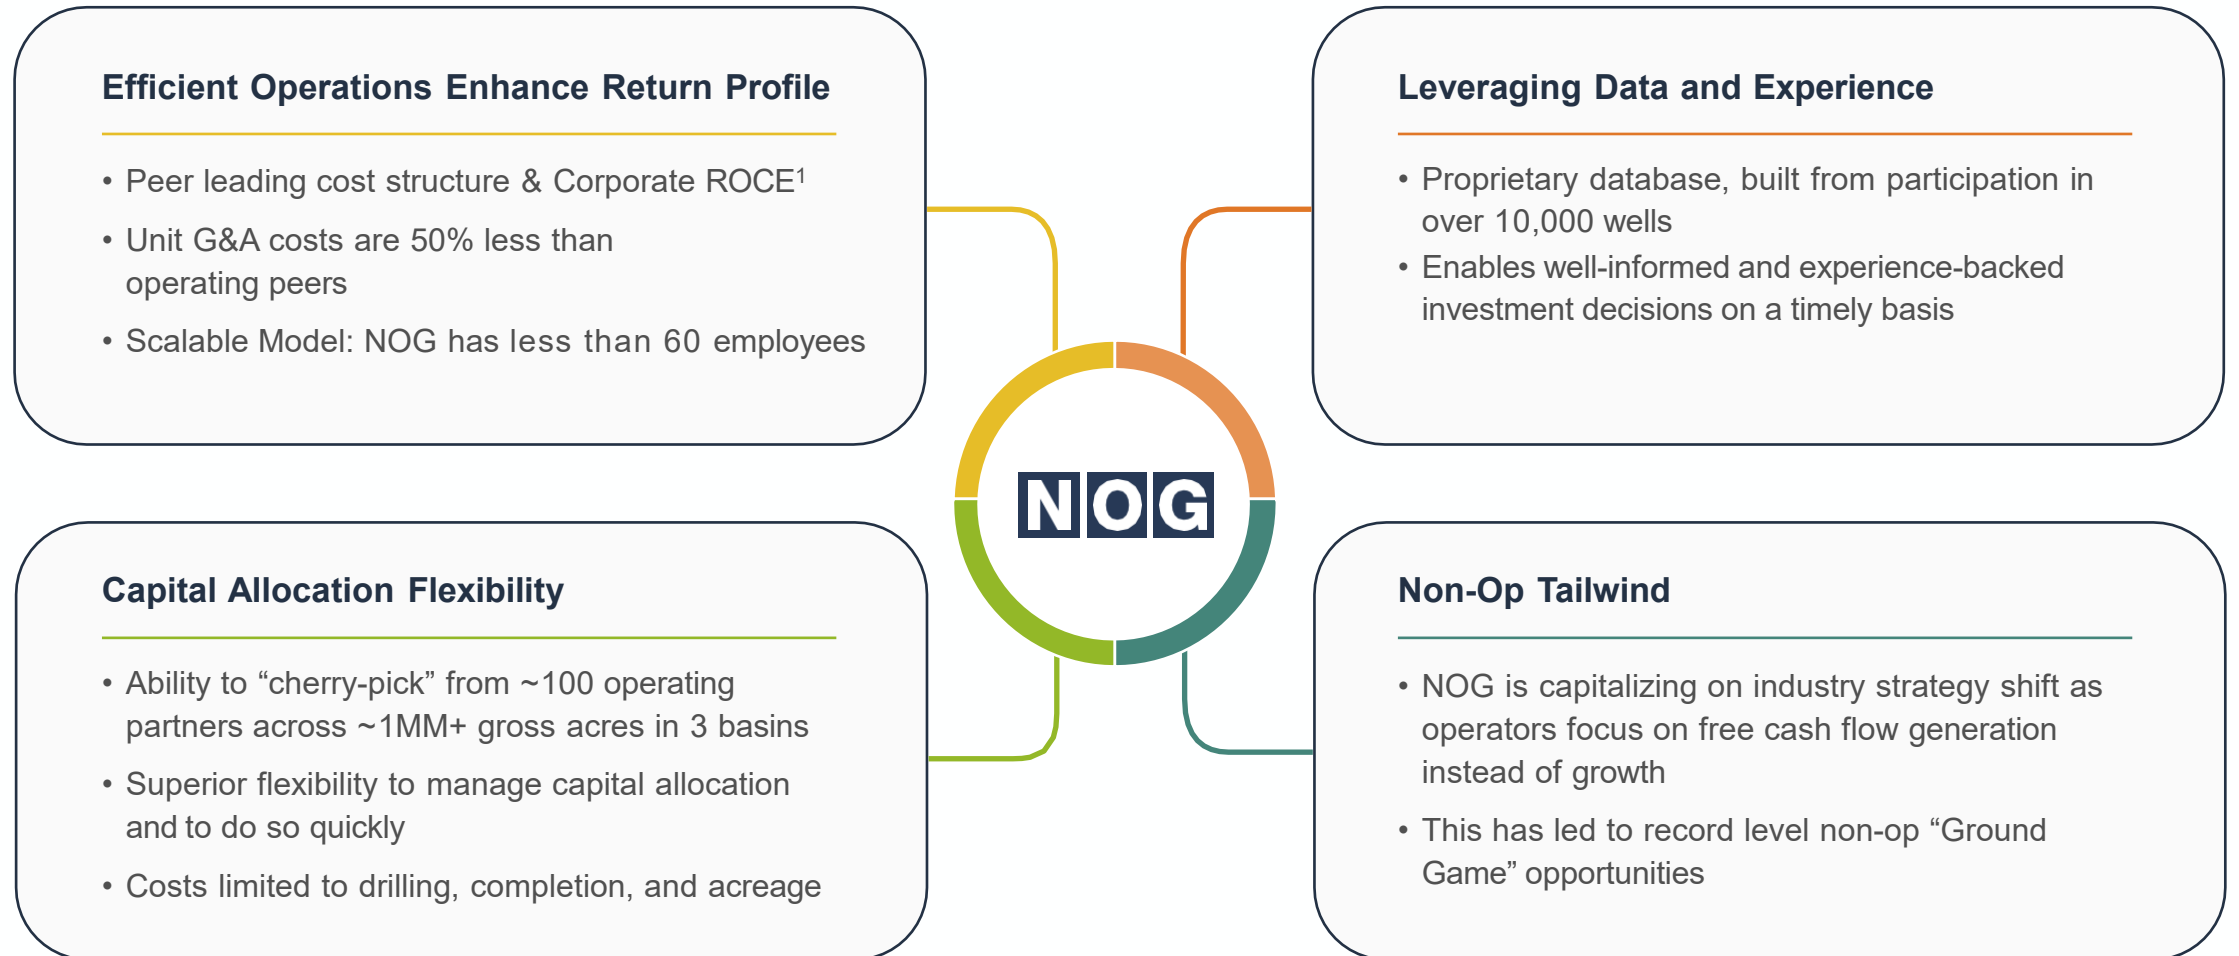 Efficient Operations Enhance Return Profile
• Peer leading cost structure & Corporate ROCE¹
• Unit G&A costs are 50% less than
operating peers
• Scalable Model: NOG has less than 60 employees
Leveraging Data and Experience
• Proprietary database, built from participation in
over 10,000 wells
• Enables well-informed and experience-backed
investment decisions on a timely basis
NOG
Capital Allocation Flexibility
• Ability to “cherry-pick” from ~100 operating
partners across ~1MM+ gross acres in 3 basins
• Superior flexibility to manage capital allocation
and to do so quickly
• Costs limited to drilling, completion, and acreage
Non-Op Tailwind
• NOG is capitalizing on industry strategy shift as
operators focus on free cash flow generation
instead of growth
• This has led to record level non-op “Ground
Game” opportunities